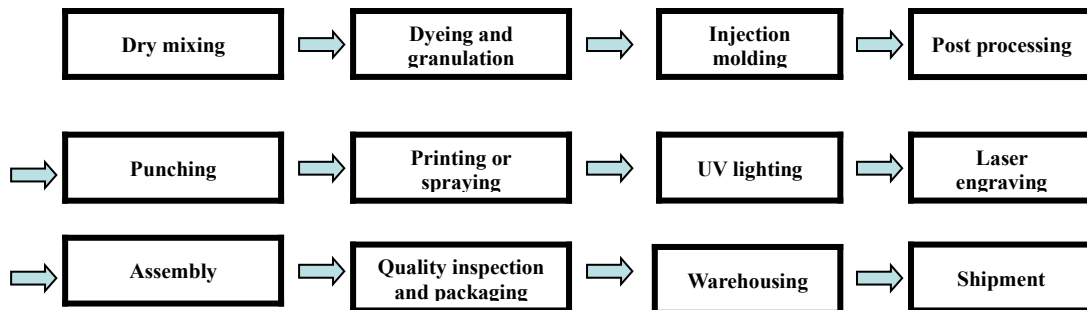 Dry mixing
Dyeing and
granulation
Injection
molding
Post processing
Punching
Printing or
spraying
UV lighting
Laser
engraving
Assembly
Quality inspection
and packaging
Warehousing
Shipment